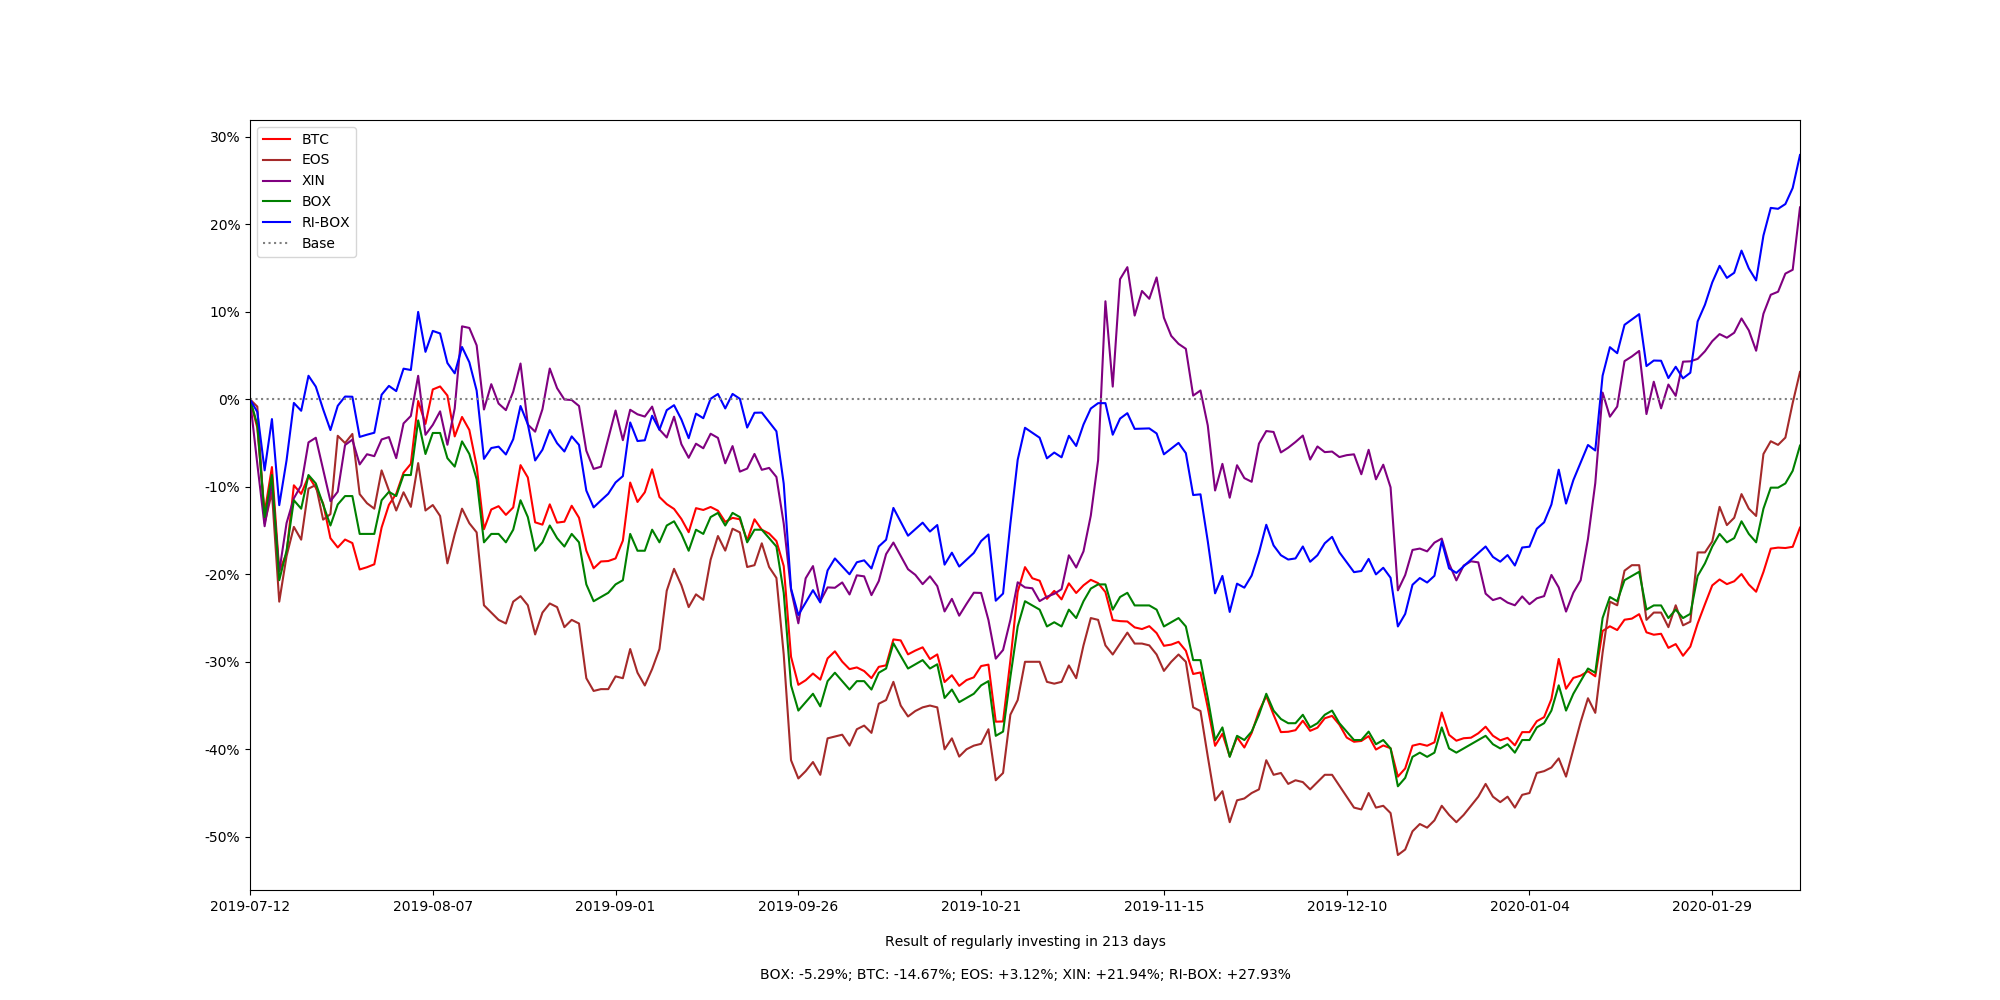 30%
20%
10%
0%
-10%
-20%
-30%
-40%
-50%
BTC
EOS
XIN
BOX
RI-BOX
Base
2019-07-12 2019-08-07 2019-09-01 2019-09-26 2019-10-21 2019-11-15 2019-12-10 2020-01-04 2020-01-29
Result of regularly investing in 213 days
BOX: -5.29%; BTC: -14.67%; EOS: +3.12%; XIN: +21.94%; RI-BOX: +27.93%